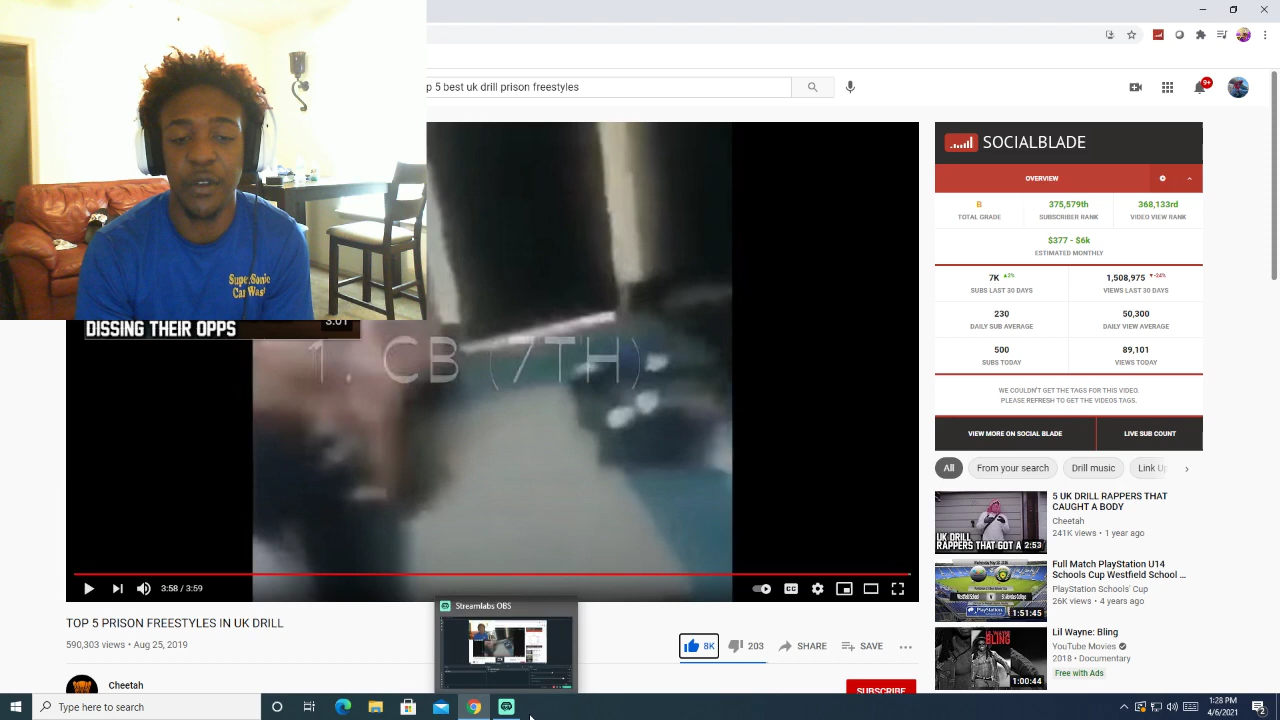 p 5 best uk drill prison freestyles
9+
SuperSonic
Car Wash
DISSING THEIR OPPS
3:01
1. CB (7TH)
3:58 / 3:59
CC
SOCIALBLADE
OVERVIEW
B
TOTAL GRADE
375,579th
SUBSCRIBER RANK
368,133rd
VIDEO VIEW RANK
$377 - $6k
ESTIMATED MONTHLY
7K ▲2%
SUBS LAST 30 DAYS
1,508,975 ▼-24%
VIEWS LAST 30 DAYS
230
DAILY SUB AVERAGE
50,300
DAILY VIEW AVERAGE
500
SUBS TODAY
89,101
VIEWS TODAY
WE COULDN'T GET THE TAGS FOR THIS VIDEO.
PLEASE REFRESH TO GET THE VIDEOS TAGS.
VIEW MORE ON SOCIAL BLADE
LIVE SUB COUNT
All
From your search
Drill music
Link U
5 UK DRILL RAPPERS THAT
CAUGHT A BODY
Cheetah
241K views • 1 year ago
UK DRILL
RAPPERS THAT GOT A
2:53
Full Match PlayStation U14
Schools Cup Westfield School ...
PlayStation Schools' Cup
26K views • 4 years ago
1:51:45
Lil Wayne: Bling
YouTube Movies
2018 • Documentary
Free with Ads
BLING
1:00:44
Streamlabs OBS
TOP 5 PRISON FREESTYLES IN UK DRILL
590,303 views • Aug 25, 2019
8K
203
SHARE
SAVE
Cheetah
SUBSCRIBE
Type here to search
1:28 PM
4/6/2021